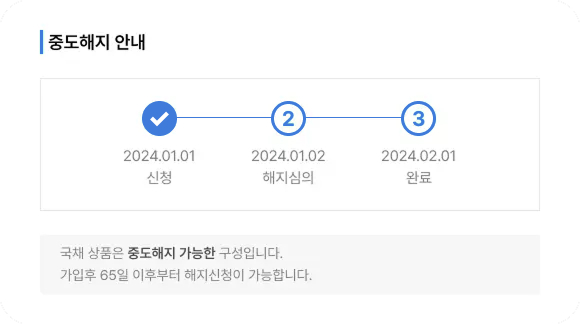 중도해지 안내
2 3
2024.01.01 2024.01.02 2024.02.01
신청 해지심의 완료
국채 상품은 중도해지 가능한 구성입니다.
가입후 65일 이후부터 해지신청이 가능합니다.